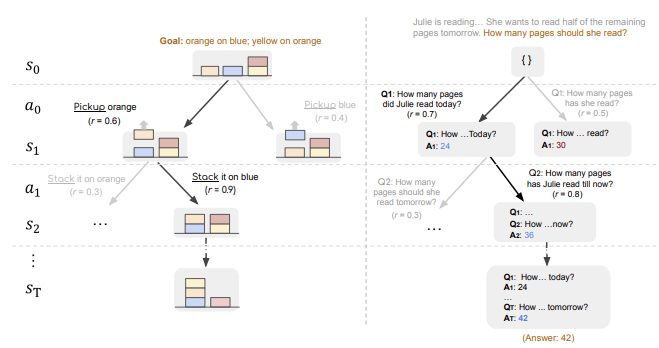 Goal: orange on blue; yellow on orange
s0
a0
Pickup orange
(r = 0.6)
Pickup blue
(r = 0.4)
s1
a1
Stack it on orange
(r = 0.3)
Stack it on blue
(r = 0.9)
s2
...
⋮
sT
Julie is reading... She wants to read half of the remaining
pages tomorrow. How many pages should she read?
{ }
Q1: How many pages
did Julie read today?
(r = 0.7)
Q1: How many pages
has she read?
(r = 0.5)
Q1: How ...Today?
A1: 24
Q1: How ... read?
A1: 30
Q2: How many
pages should she
read tomorrow?
(r = 0.3)
Q2: How many pages
has Julie read till now?
(r = 0.8)
...
Q1: ...
Q2: How ...now?
A2: 36
Q1: How... today?
A1: 24
...
QT: How ... tomorrow?
AT: 42
(Answer: 42)